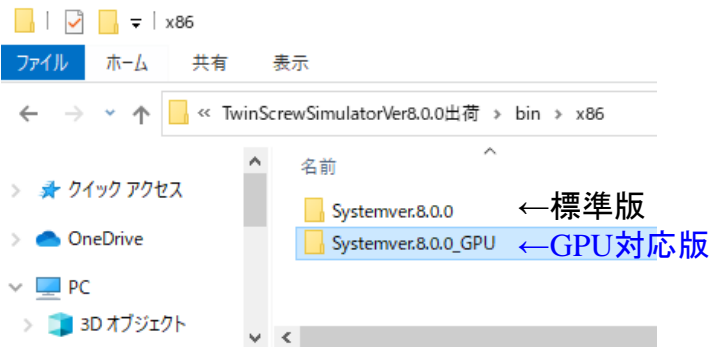 x86
ファイル ホーム 共有 表示
« TwinScrewSimulatorVer8.0.0出荷 › bin › x86
名前
クイック アクセス
Systemver.8.0.0 ←標準版
OneDrive
Systemver.8.0.0_GPU ←GPU対応版
PC
3D オブジェクト